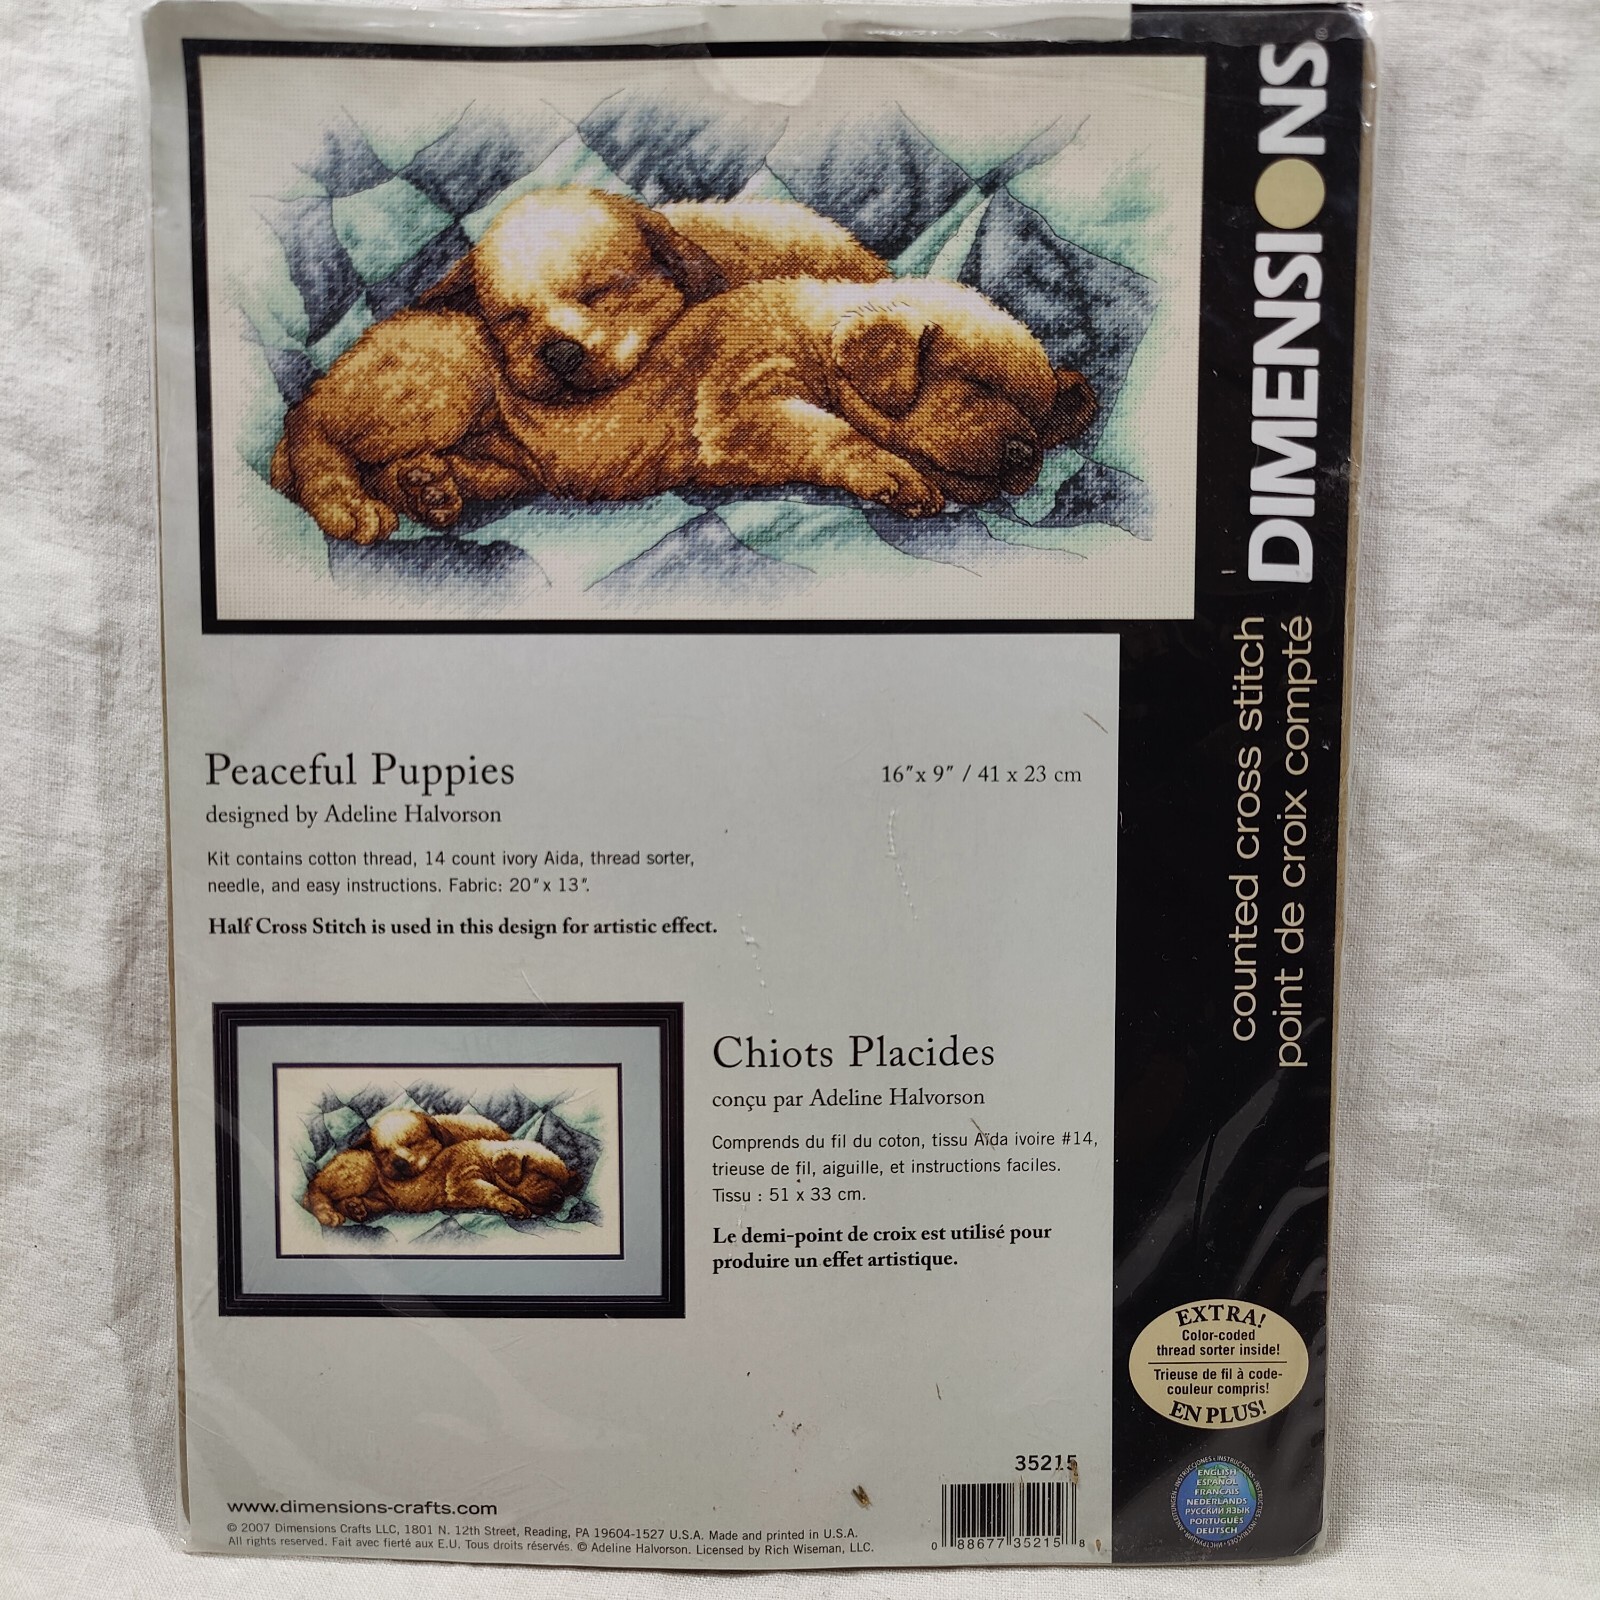 DIMENSIONS®
counted cross stitch
point de croix compté
Peaceful Puppies
16"x 9" / 41 x 23 cm
designed by Adeline Halvorson
Kit contains cotton thread, 14 count ivory Aida, thread sorter,
needle, and easy instructions. Fabric: 20"x 13".
Half Cross Stitch is used in this design for artistic effect.
Chiots Placides
conçu par Adeline Halvorson
Comprends du fil du coton, tissu Aïda ivoire #14,
trieuse de fil, aiguille, et instructions faciles.
Tissu : 51 x 33 cm.
Le demi-point de croix est utilisé pour
produire un effet artistique.
EXTRA!
Color-coded
thread sorter inside!
Trieuse de fil à code-
couleur compris!
EN PLUS!
35215
ENGLISH
ESPAÑOL
FRANÇAIS
NEDERLANDS
РУССКИЙ ЯЗЫК
PORTUGUÊS
DEUTSCH
www.dimensions-crafts.com
© 2007 Dimensions Crafts LLC, 1801 N. 12th Street, Reading, PA 19604-1527 U.S.A. Made and printed in U.S.A.
All rights reserved. Fait avec fierté aux E.U. Tous droits réservés. © Adeline Halvorson. Licensed by Rich Wiseman, LLC.
0 88677 35215 8